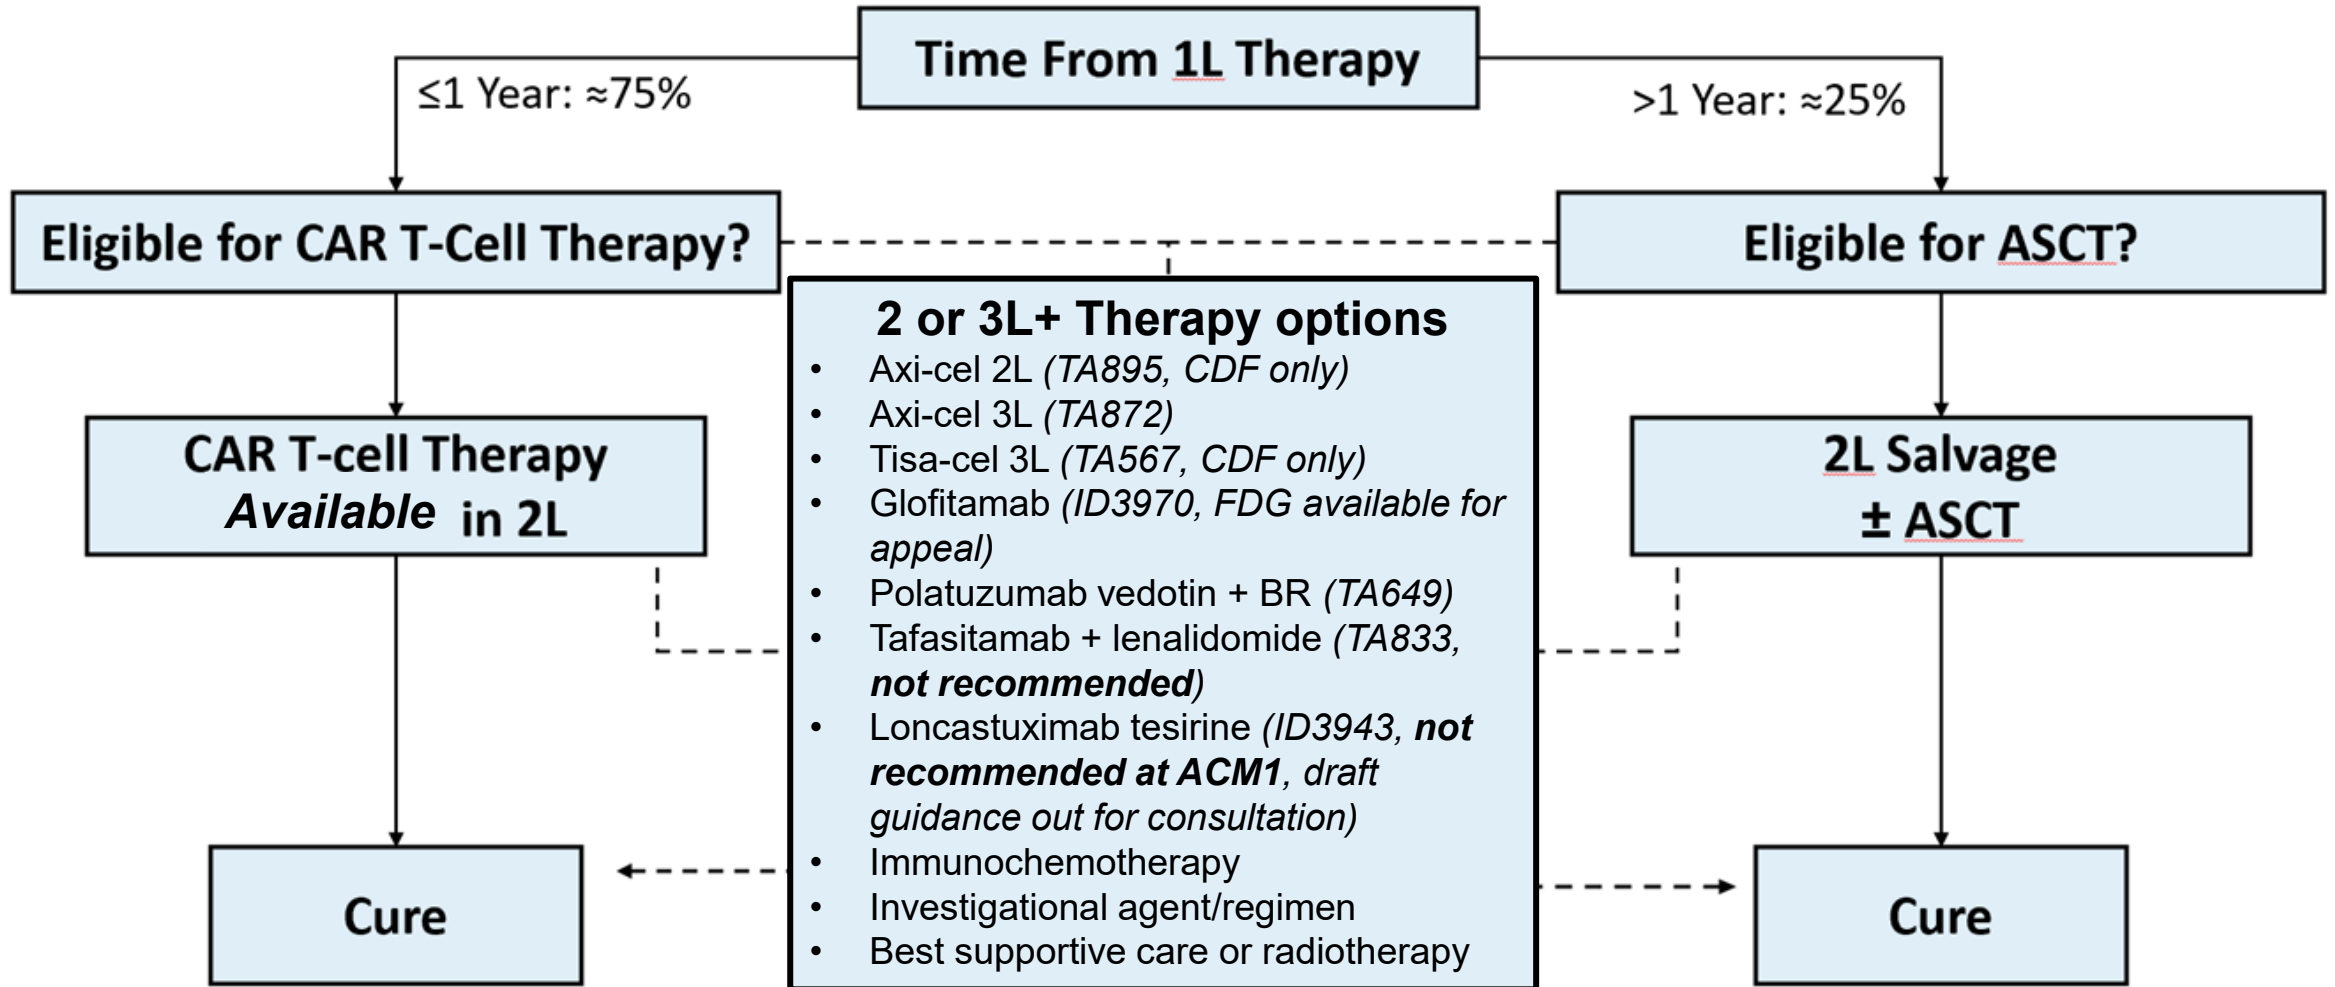 Time From 1L Therapy
≤1 Year: ≈75%
>1 Year: ≈25%
Eligible for CAR T-Cell Therapy?
Eligible for ASCT?
2 or 3L+ Therapy options
• Axi-cel 2L (TA895, CDF only)
• Axi-cel 3L (TA872)
• Tisa-cel 3L (TA567, CDF only)
• Glofitamab (ID3970, FDG available for
appeal)
• Polatuzumab vedotin + BR (TA649)
• Tafasitamab + lenalidomide (TA833,
not recommended)
• Loncastuximab tesirine (ID3943, not
recommended at ACM1, draft
guidance out for consultation)
• Immunochemotherapy
• Investigational agent/regimen
• Best supportive care or radiotherapy
CAR T-cell Therapy
Available in 2L
2L Salvage
± ASCT
Cure
Cure